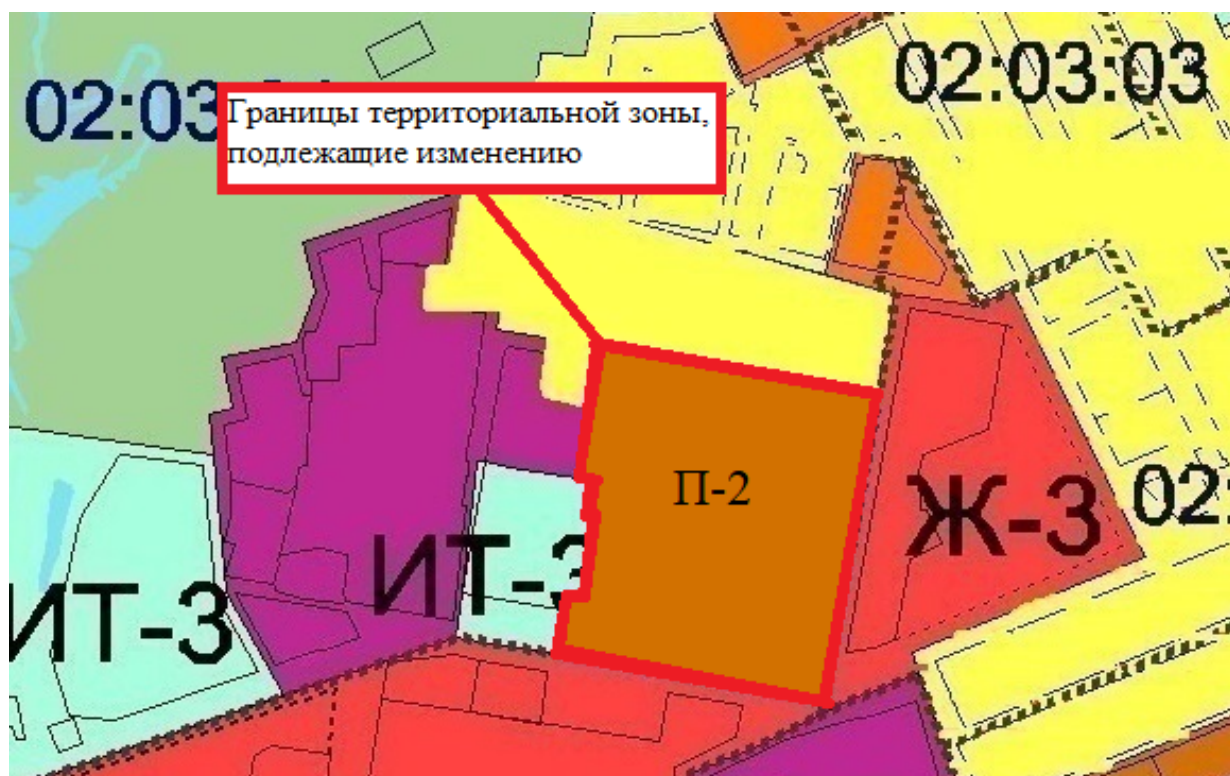 02:03
02:03:03
Границы территориальной зоны,
подлежащие изменению
П-2
Ж-3
02:
ИТ-3
ИТ-3